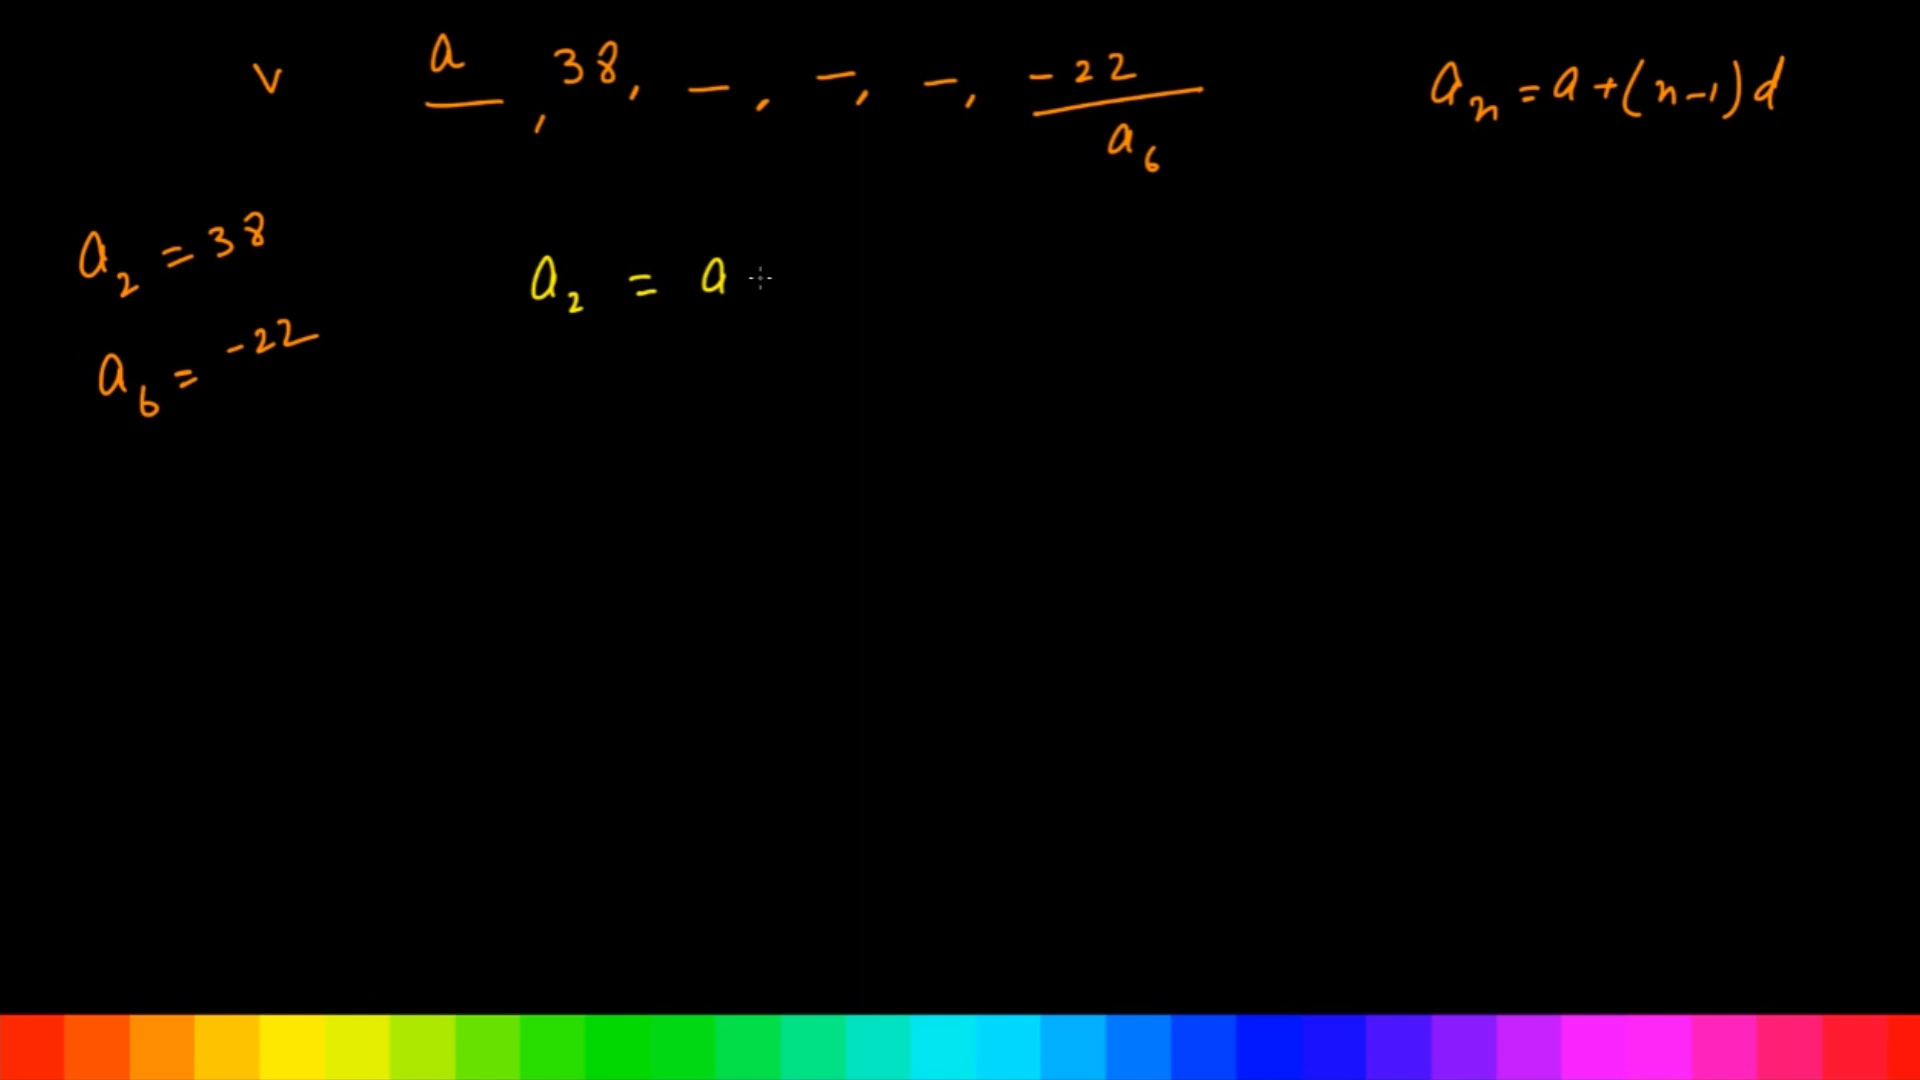 v a, 38, –, –, –, -22 aₙ = a + (n-1)d
a₆
a₂ = 38
a₂ = a
a₆ = -22